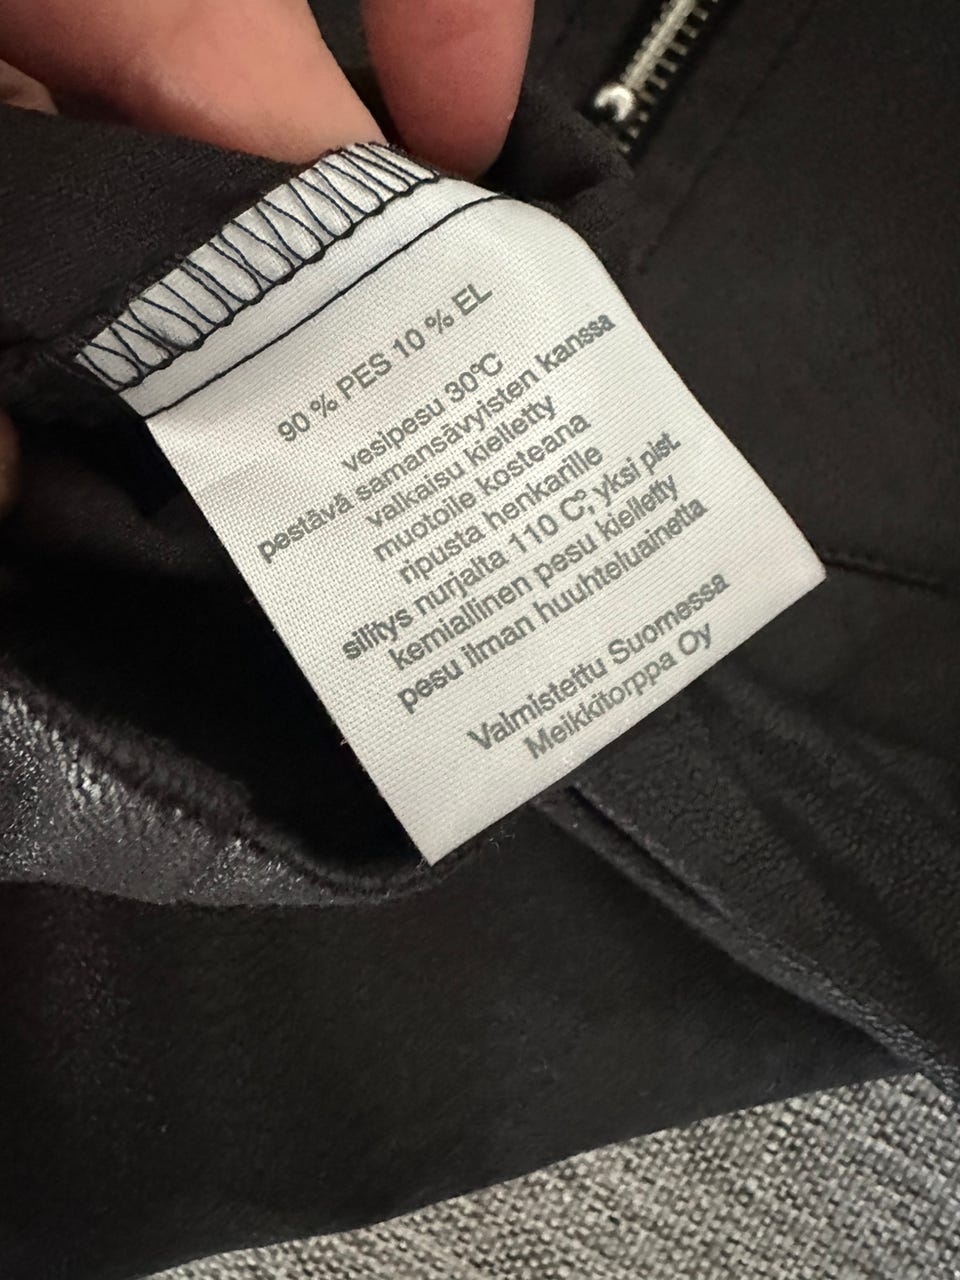 90 % PES 10 % EL
vesipesu 30°C
pestävä samansävyisten kanssa
valkaisu kielletty
muotoile kosteana
ripusta henkarille
silitys nurjalta 110 C°, yksi pist.
kemiallinen pesu kielletty
pesu ilman huuhteluainetta
Valmistettu Suomessa
Meikkitorppa Oy